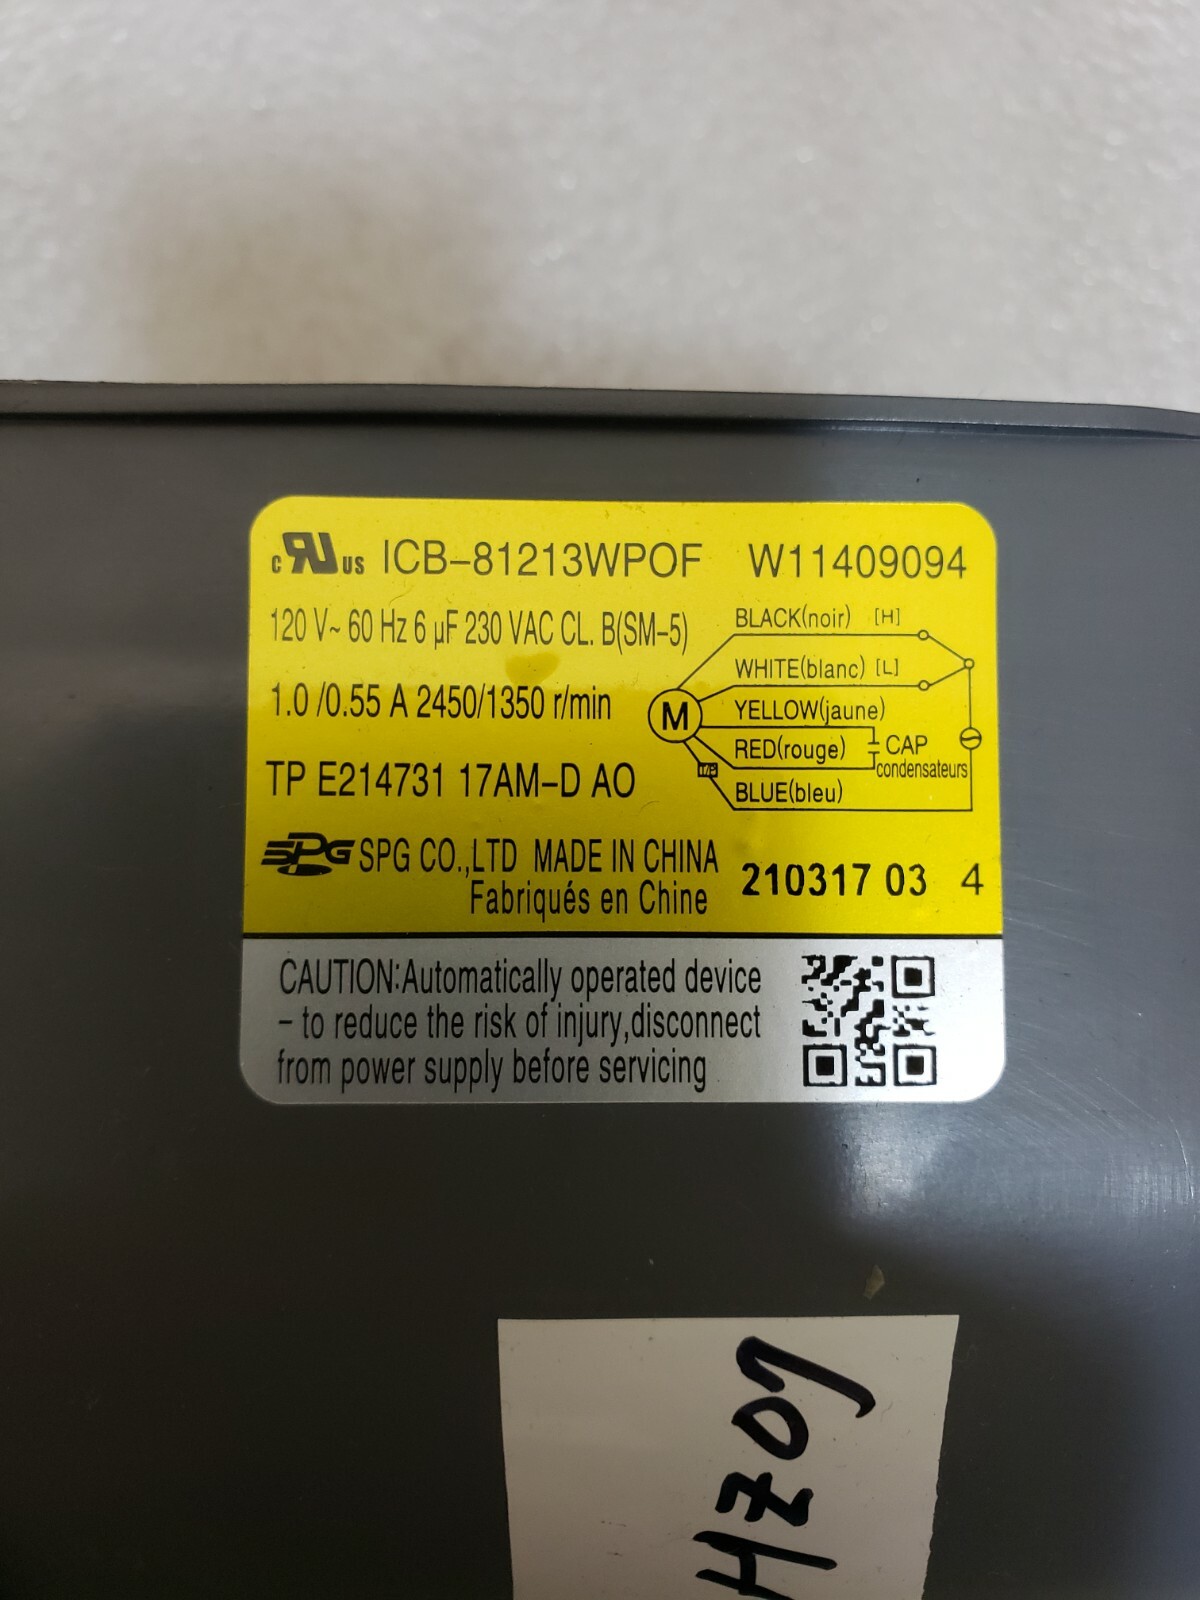 cRUus ICB-81213WPOF W11409094
120 V~ 60 Hz 6 µF 230 VAC CL. B(SM-5)
1.0 /0.55 A 2450/1350 r/min
TP E214731 17AM-D AO
BLACK(noir) [H]
WHITE(blanc) [L]
YELLOW(jaune)
M
RED(rouge)
CAP
condensateurs
T/P
BLUE(bleu)
SPG SPG CO.,LTD MADE IN CHINA
Fabriqués en Chine
210317 03 4
CAUTION:Automatically operated device
- to reduce the risk of injury,disconnect
from power supply before servicing
HZ07